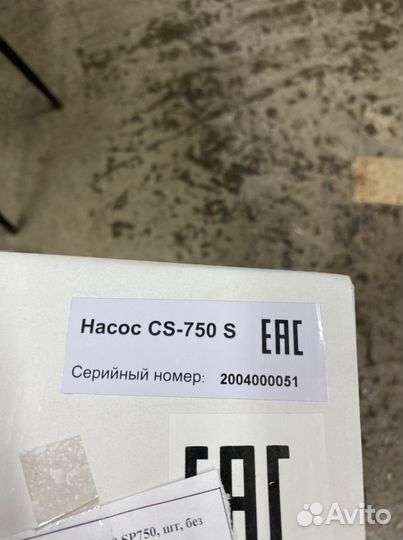 Насос CS-750 S EAC
Серийный номер: 2004000051
EAC
SP750, шт, без
Avito